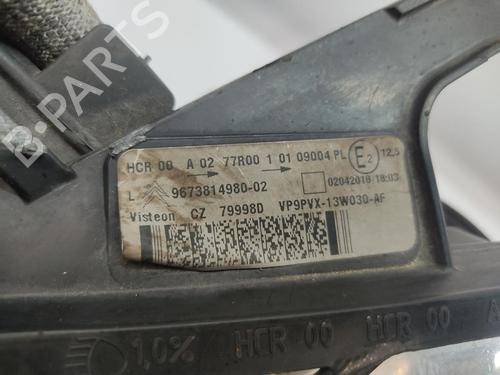 HCR 00 A 02 77R00 1 01 09004 PL E2 12,5
L 9673814980-02 02042010 18:03
Visteon CZ 79998D VP9PVX-13W030-AF
1,0% HCR 00 HCR 00 A
B-PARTS